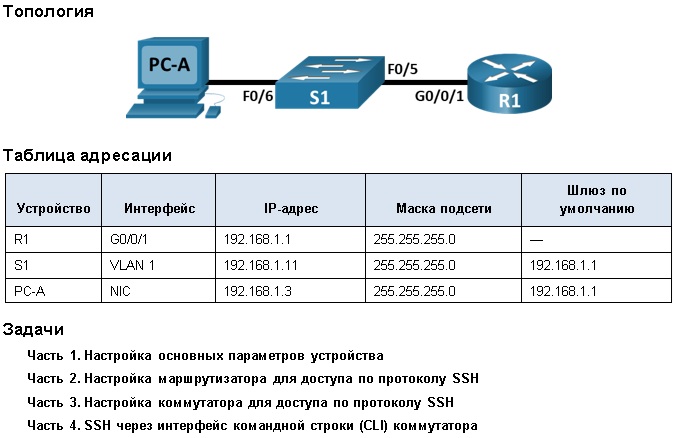 Топология
PC-A
F0/6
S1
F0/5
G0/0/1
R1
Таблица адресации
Устройство Интерфейс IP-адрес Маска подсети Шлюз по умолчанию
R1 G0/0/1 192.168.1.1 255.255.255.0 —
S1 VLAN 1 192.168.1.11 255.255.255.0 192.168.1.1
PC-A NIC 192.168.1.3 255.255.255.0 192.168.1.1
Задачи
Часть 1. Настройка основных параметров устройства
Часть 2. Настройка маршрутизатора для доступа по протоколу SSH
Часть 3. Настройка коммутатора для доступа по протоколу SSH
Часть 4. SSH через интерфейс командной строки (CLI) коммутатора